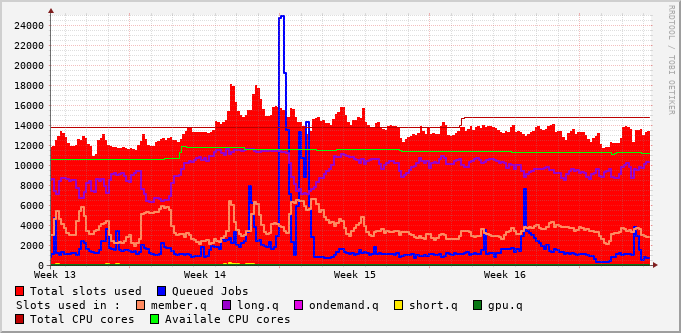 RRDTOOL / TOBI OETIKER
24000
22000
20000
18000
16000
14000
12000
10000
8000
6000
4000
2000
0
Week 13 Week 14 Week 15 Week 16
Total slots used Queued Jobs
Slots used in : member.q long.q ondemand.q short.q gpu.q
Total CPU cores Availale CPU cores